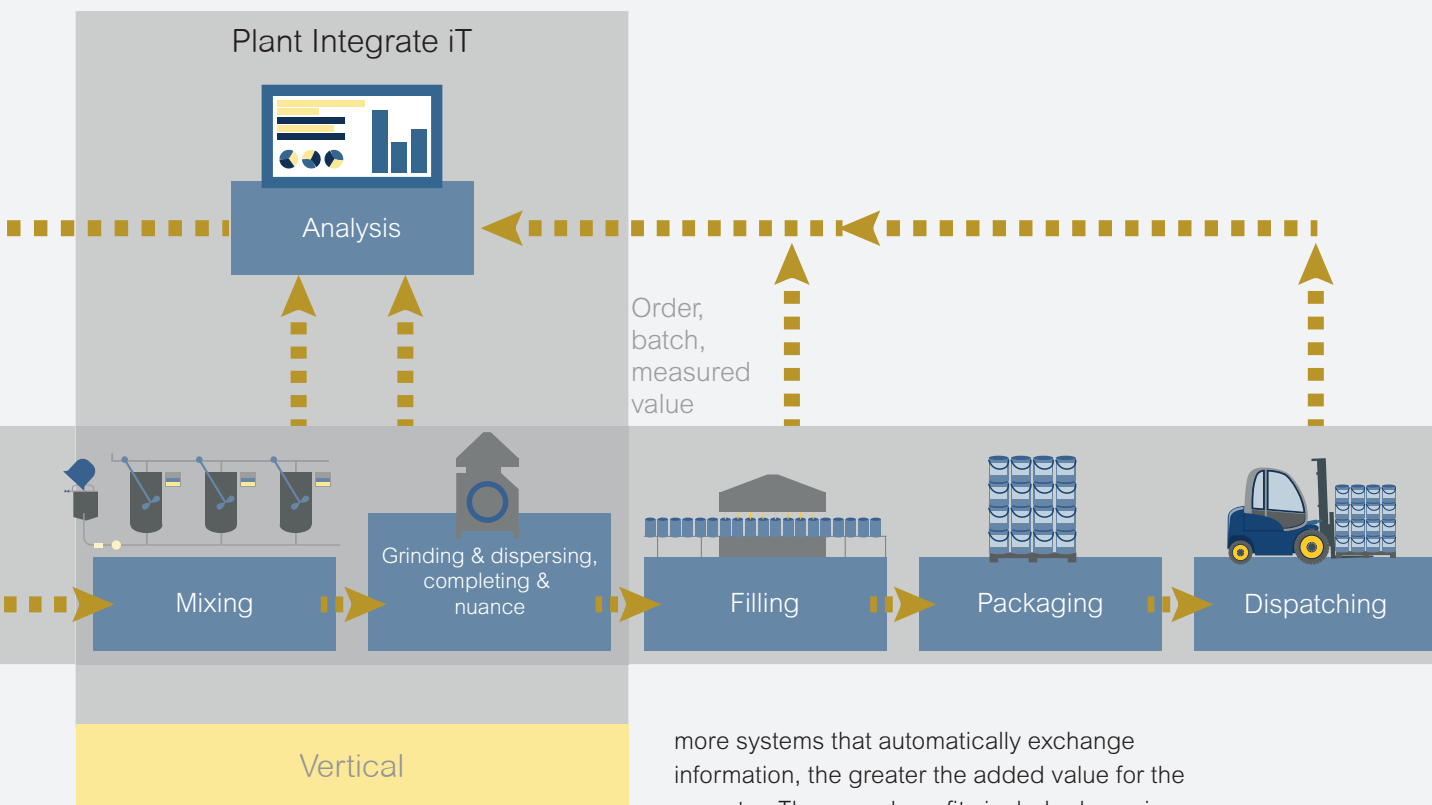 Plant Integrate iT
Analysis
Order,
batch,
measured
value
Mixing
Grinding & dispersing,
completing &
nuance
Filling
Packaging
Dispatching
Vertical
more systems that automatically exchange
information, the greater the added value for the